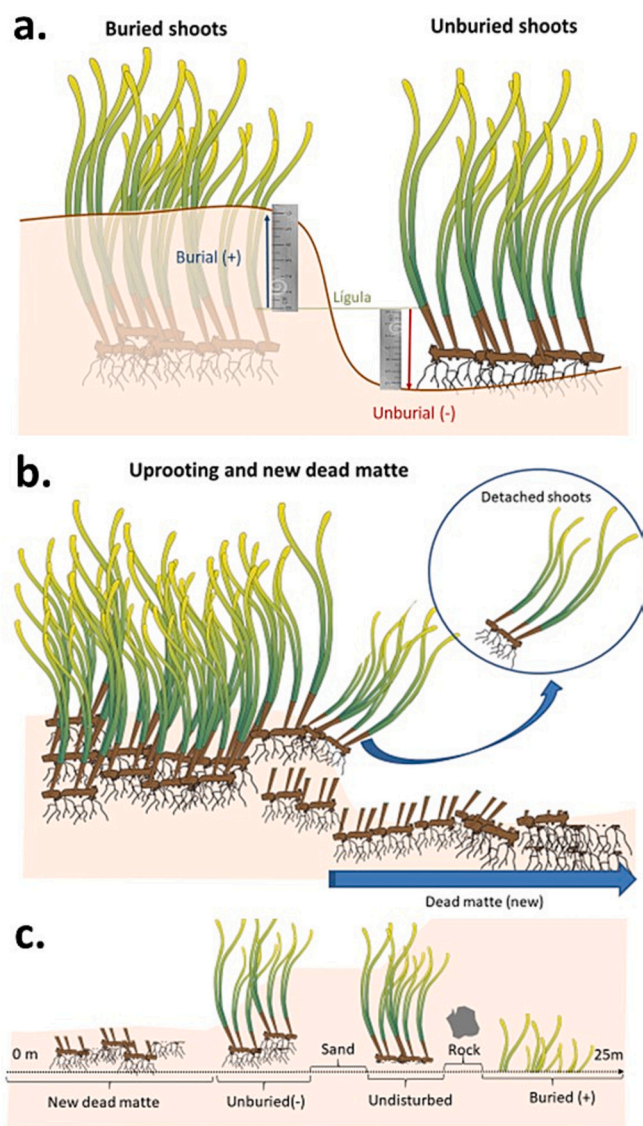 a.
Buried shoots
Unburied shoots
Burial (+)
Lígula
Unburial (-)
b.
Uprooting and new dead matte
Detached shoots
Dead matte (new)
c.
0 m
Sand
Rock
25m
New dead matte
Unburied(-)
Undisturbed
Buried (+)